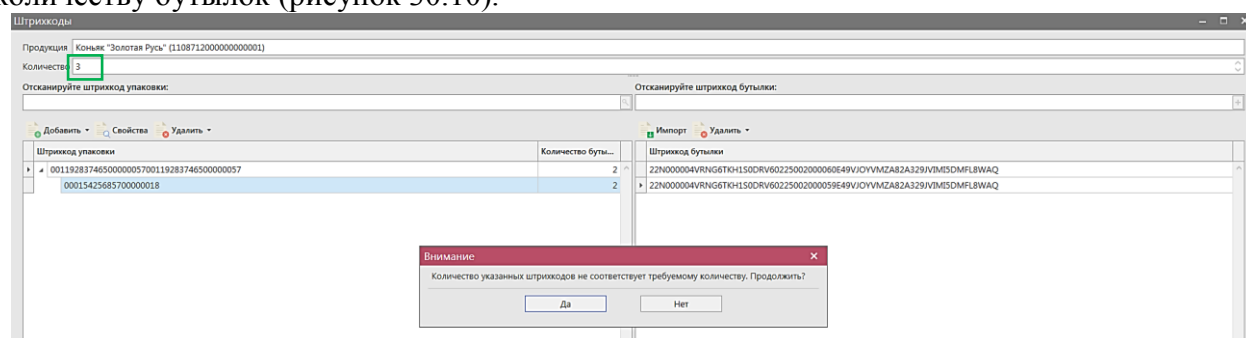 количеству бутылок (рисунок 30.10).
Штрихкоды
Продукция Коньяк "Золотая Русь" (1108712000000000001)
Количество 3
Отсканируйте штрихкод упаковки: Отсканируйте штрихкод бутылки:
Добавить Свойства Удалить Импорт Удалить
Штрихкод упаковки Количество буты... Штрихкод бутылки
00119283746500000057001192837465000000057 2 22N000004VRNG6TKH1S0DRV60225002000060E49VJOYVMZA82A329JVIMI5DMFL8WAQ
00015425685700000018 2 22N000004VRNG6TKH1S0DRV60225002000059E49VJOYVMZA82A329JVIMI5DMFL8WAQ
Внимание
Количество указанных штрихкодов не соответствует требуемому количеству. Продолжить?
Да Нет